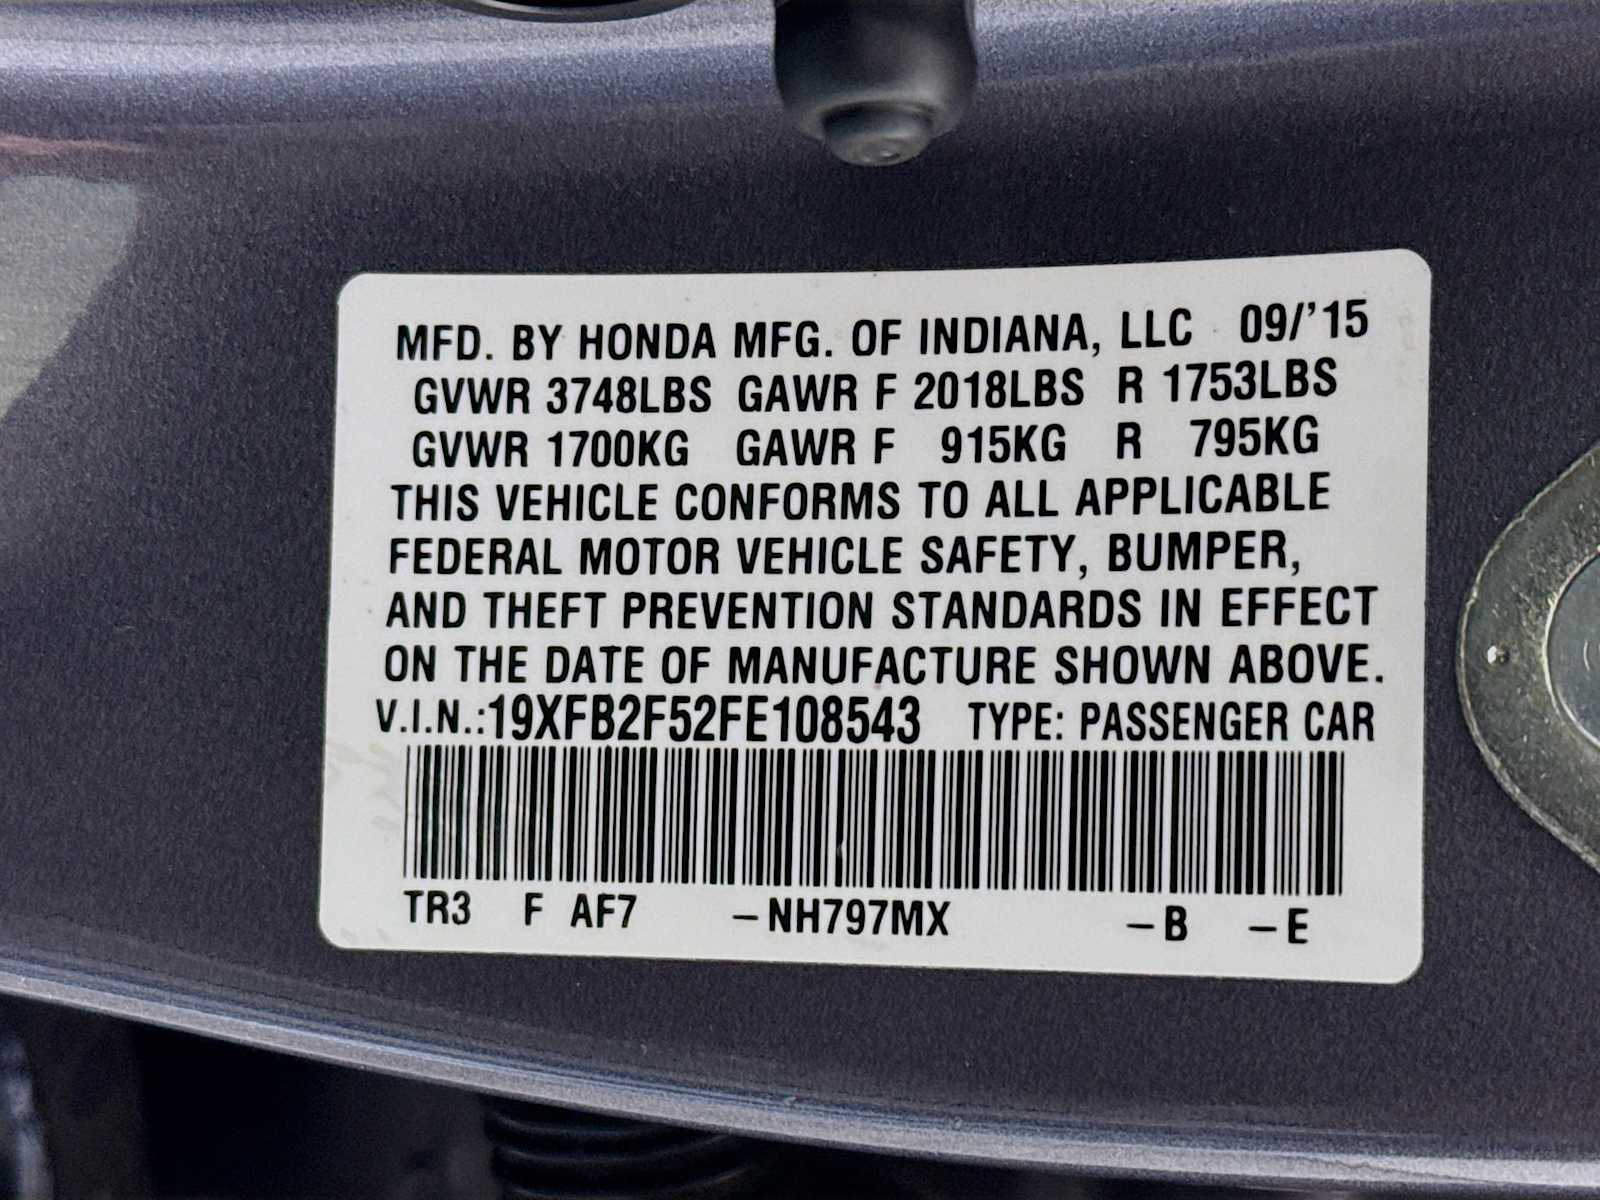 MFD. BY HONDA MFG. OF INDIANA, LLC 09/'15
GVWR 3748LBS GAWR F 2018LBS R 1753LBS
GVWR 1700KG GAWR F 915KG R 795KG
THIS VEHICLE CONFORMS TO ALL APPLICABLE
FEDERAL MOTOR VEHICLE SAFETY, BUMPER,
AND THEFT PREVENTION STANDARDS IN EFFECT
ON THE DATE OF MANUFACTURE SHOWN ABOVE.
V.I.N.:19XFB2F52FE108543 TYPE: PASSENGER CAR
TR3 F AF7 –NH797MX –B –E